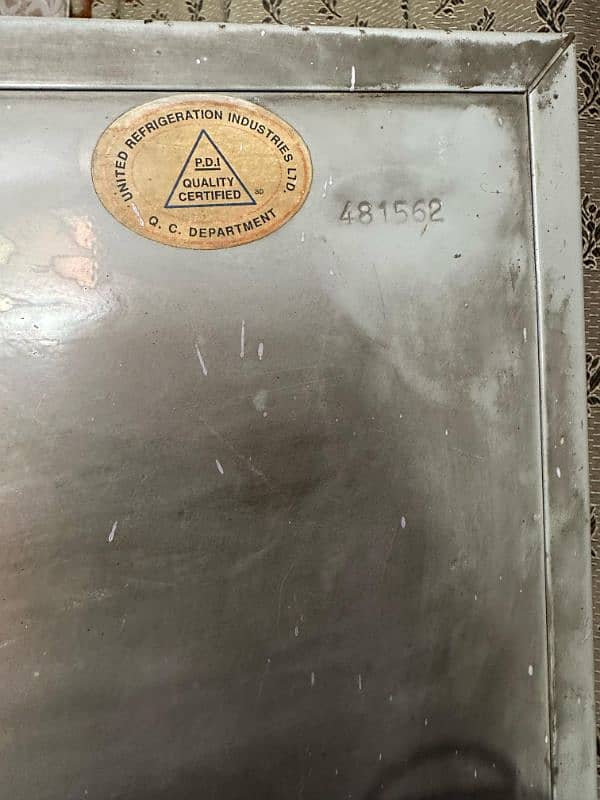 UNITED REFRIGERATION INDUSTRIES LTD
P.D.I
QUALITY
CERTIFIED
Q. C. DEPARTMENT
481562